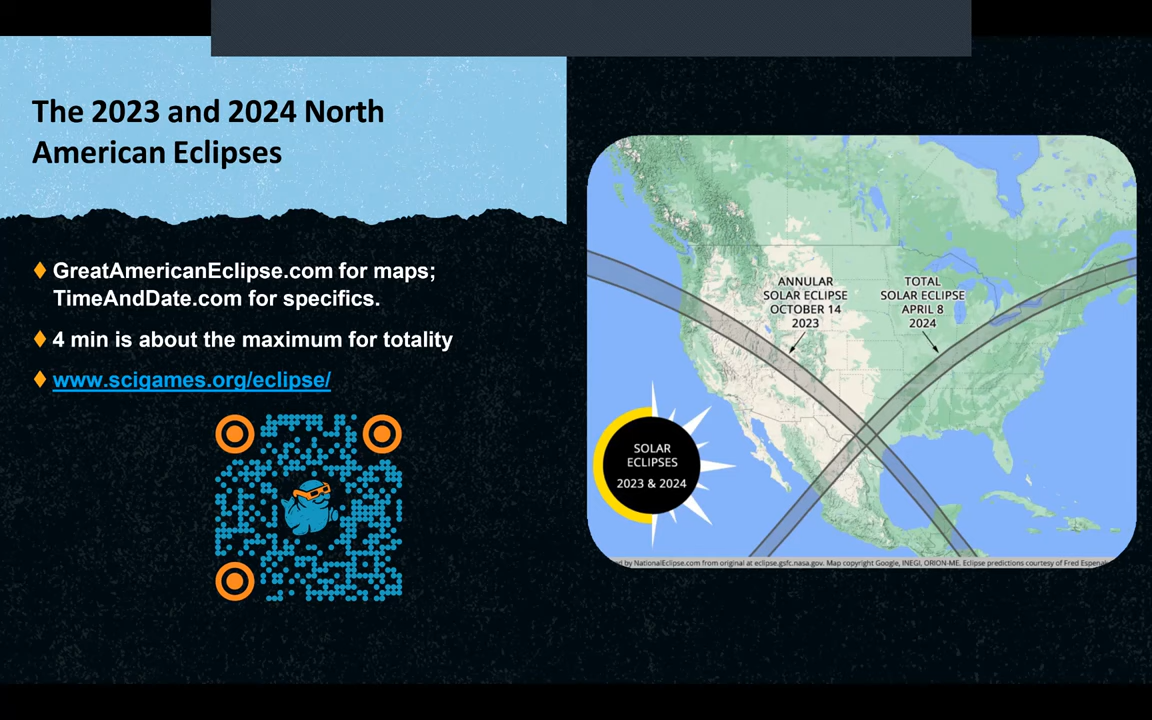 The 2023 and 2024 North
American Eclipses
GreatAmericanEclipse.com for maps;
TimeAndDate.com for specifics.
4 min is about the maximum for totality
www.scigames.org/eclipse/
ANNULAR
SOLAR ECLIPSE
OCTOBER 14
2023
TOTAL
SOLAR ECLIPSE
APRIL 8
2024
SOLAR
ECLIPSES
2023 & 2024
by NationalEclipse.com from original at eclipse.gsfc.nasa.gov. Map copyright Google, INEGI, ORION-ME. Eclipse predictions courtesy of Fred